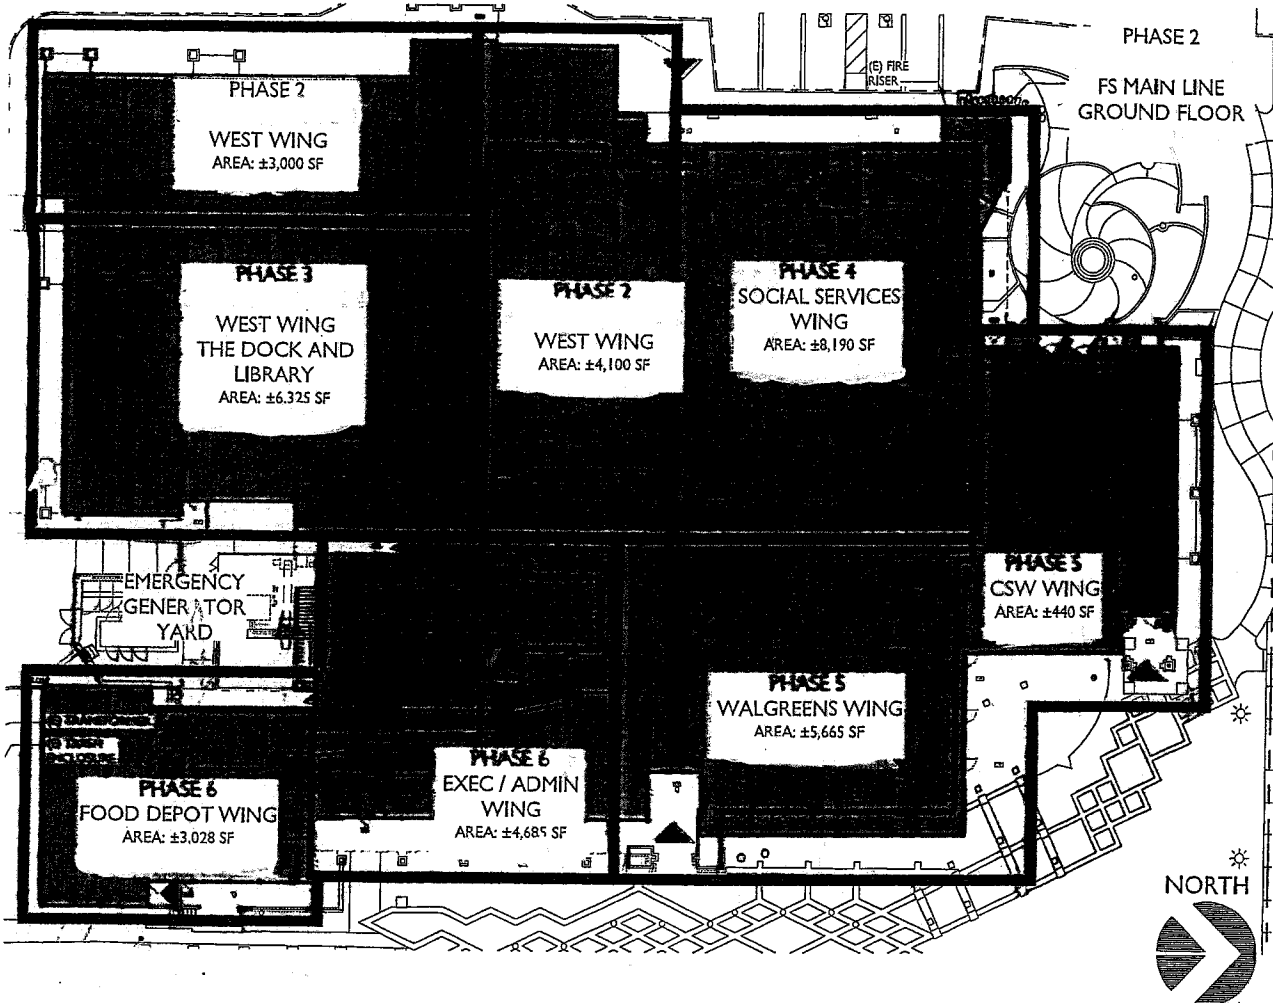 PHASE 2
FS MAIN LINE
GROUND FLOOR
(E) FIRE
RISER
PHASE 2
WEST WING
AREA: ±3,000 SF
PHASE 3
WEST WING
THE DOCK AND
LIBRARY
AREA: ±6,325 SF
PHASE 2
WEST WING
AREA: ±4,100 SF
PHASE 4
SOCIAL SERVICES
WING
AREA: ±8,190 SF
PHASE 5
CSW WING
AREA: ±440 SF
EMERGENCY
GENERATOR
YARD
PHASE 5
WALGREENS WING
AREA: ±5,665 SF
(E) TRANSFORMER
ENCLOSURE
PHASE 6
FOOD DEPOT WING
AREA: ±3,028 SF
PHASE 6
EXEC / ADMIN
WING
AREA: ±4,685 SF
NORTH